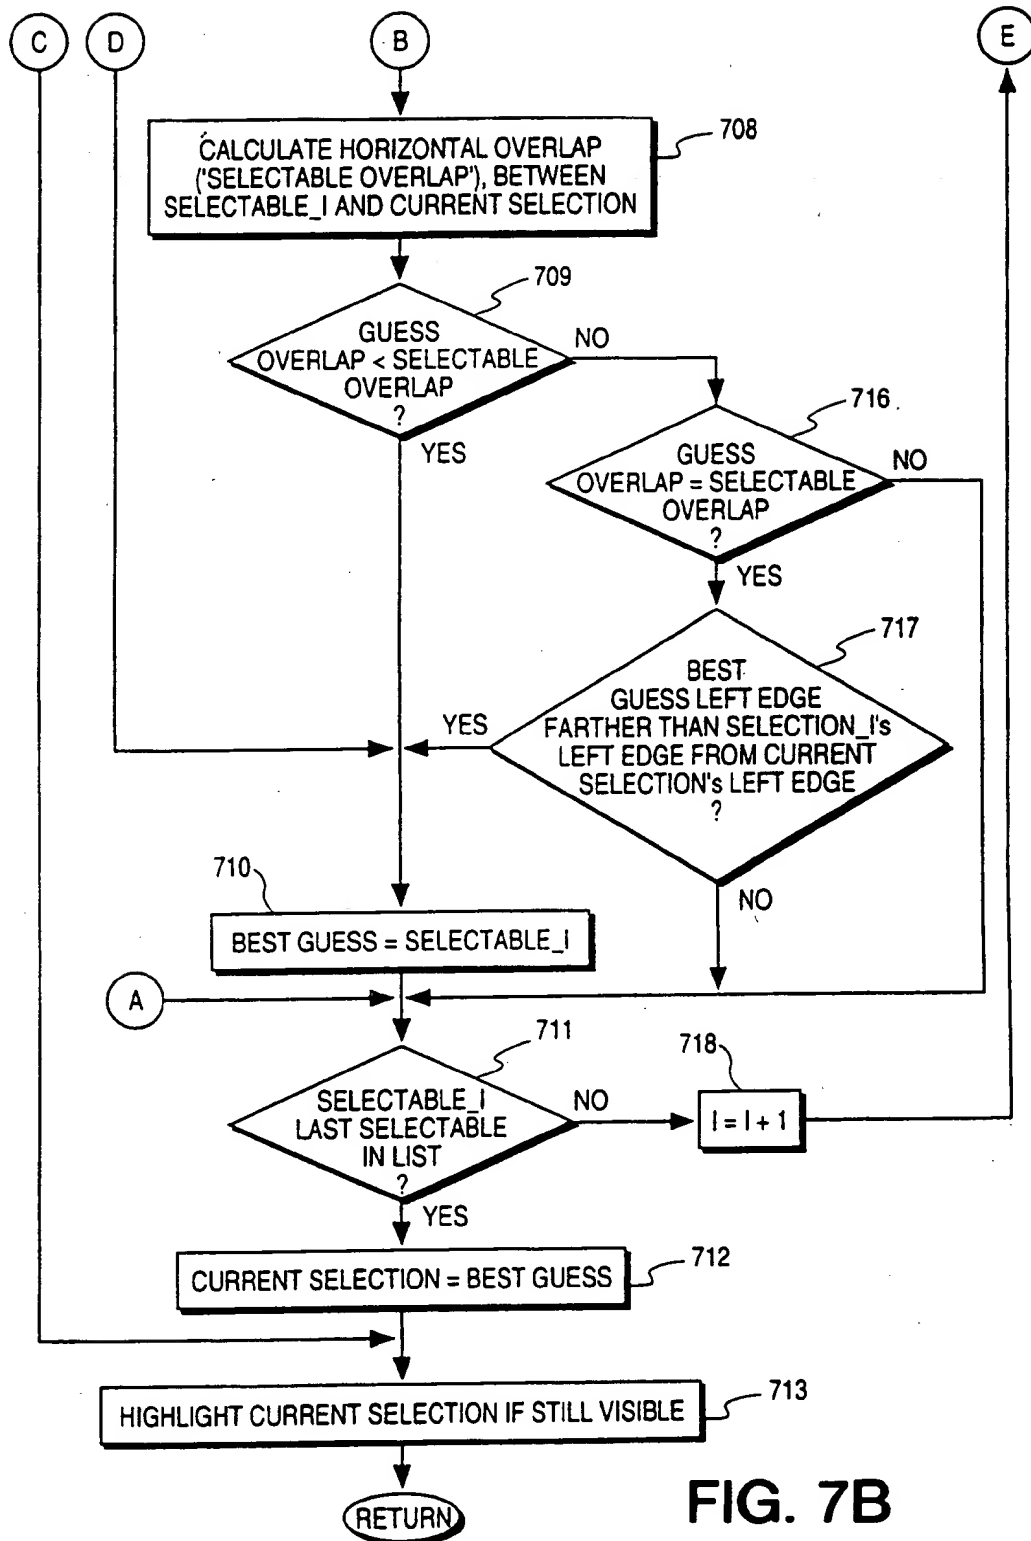 C
D
B
E
CALCULATE HORIZONTAL OVERLAP
('SELECTABLE OVERLAP'), BETWEEN
SELECTABLE_I AND CURRENT SELECTION
708
709
GUESS
OVERLAP < SELECTABLE
OVERLAP
?
NO
YES
716
GUESS
OVERLAP = SELECTABLE
OVERLAP
?
NO
YES
717
BEST
GUESS LEFT EDGE
FARTHER THAN SELECTION_I's
LEFT EDGE FROM CURRENT
SELECTION's LEFT EDGE
?
YES
NO
710
BEST GUESS = SELECTABLE_I
A
711
SELECTABLE_I
LAST SELECTABLE
IN LIST
?
NO
YES
718
I = I + 1
CURRENT SELECTION = BEST GUESS
712
HIGHLIGHT CURRENT SELECTION IF STILL VISIBLE
713
RETURN
FIG. 7B